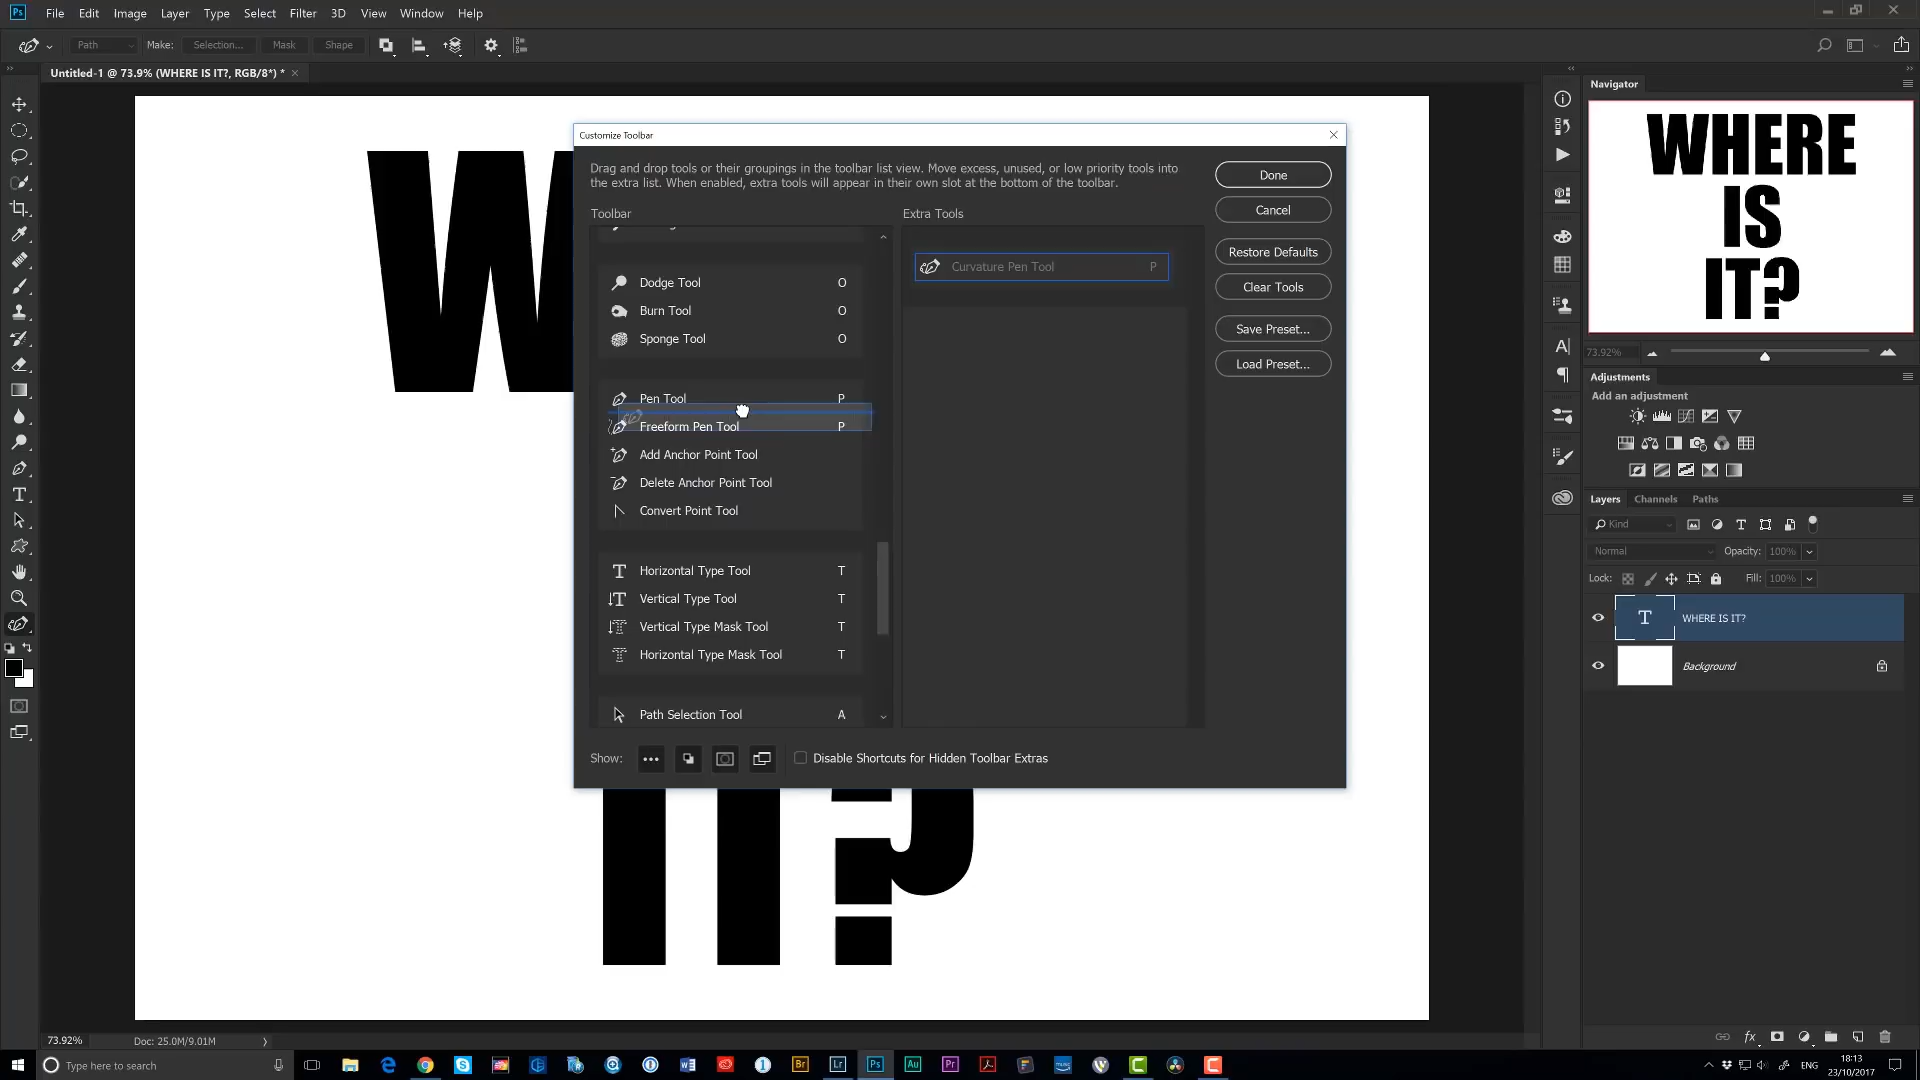 Ps File Edit Image Layer Type Select Filter 3D View Window Help
Path Make: Selection... Mask Shape
Untitled-1 @ 73.9% (WHERE IS IT?, RGB/8*) *
W
IT?
Customize Toolbar
Drag and drop tools or their groupings in the toolbar list view. Move excess, unused, or low priority tools into
the extra list. When enabled, extra tools will appear in their own slot at the bottom of the toolbar.
Toolbar
Extra Tools
Dodge Tool O
Burn Tool O
Sponge Tool O
Pen Tool P
Freeform Pen Tool P
Add Anchor Point Tool
Delete Anchor Point Tool
Convert Point Tool
Horizontal Type Tool T
Vertical Type Tool T
Vertical Type Mask Tool T
Horizontal Type Mask Tool T
Path Selection Tool A
Curvature Pen Tool P
Done
Cancel
Restore Defaults
Clear Tools
Save Preset...
Load Preset...
Show:
Disable Shortcuts for Hidden Toolbar Extras
Navigator
WHERE
IS
IT?
73.92%
Adjustments
Add an adjustment
Layers Channels Paths
Kind
Normal Opacity: 100%
Lock: Fill: 100%
T WHERE IS IT?
Background
fx
73.92% Doc: 25.0M/9.01M
Type here to search
Br Lr Ps Au Pr
ENG
18:13
23/10/2017